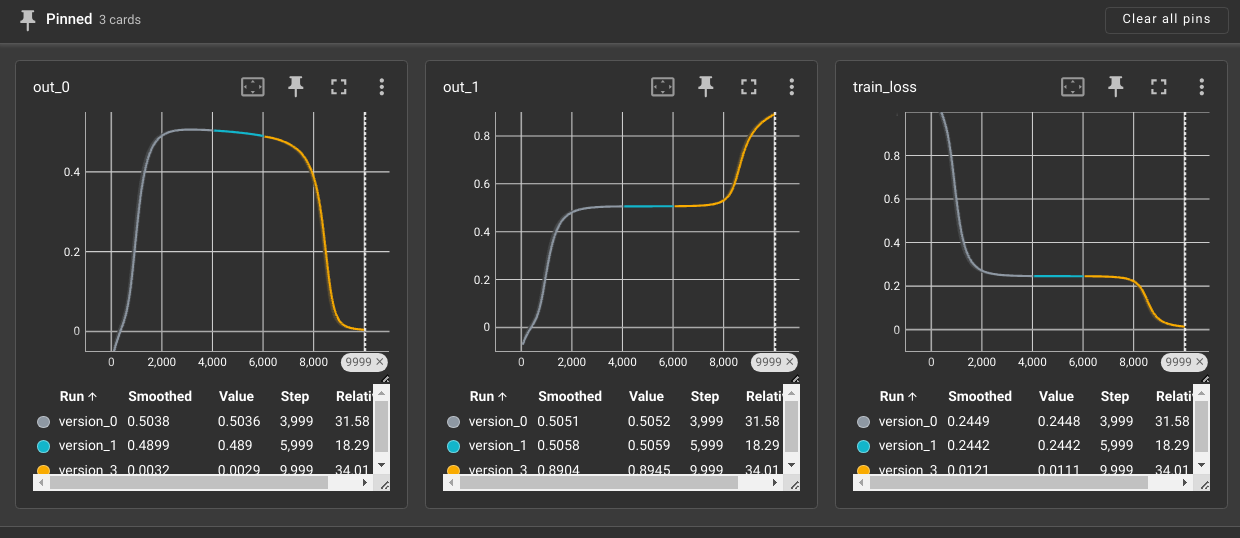 Pinned 3 cards Clear all pins
out_0 out_1 train_loss
0.4
0.2
0
0 2,000 4,000 6,000 8,000 9999 ×
Run ↑ Smoothed Value Step Relati
version_0 0.5038 0.5036 3,999 31.58
version_1 0.4899 0.489 5,999 18.29
version_3 0.0032 0.0029 9,999 34.01
0.8
0.6
0.4
0.2
0
0 2,000 4,000 6,000 8,000 9999 ×
Run ↑ Smoothed Value Step Relati
version_0 0.5051 0.5052 3,999 31.58
version_1 0.5058 0.5059 5,999 18.29
version_3 0.8904 0.8945 9,999 34.01
0.8
0.6
0.4
0.2
0
0 2,000 4,000 6,000 8,000 9999 ×
Run ↑ Smoothed Value Step Relati
version_0 0.2449 0.2448 3,999 31.58
version_1 0.2442 0.2442 5,999 18.29
version_3 0.0121 0.0111 9,999 34.01